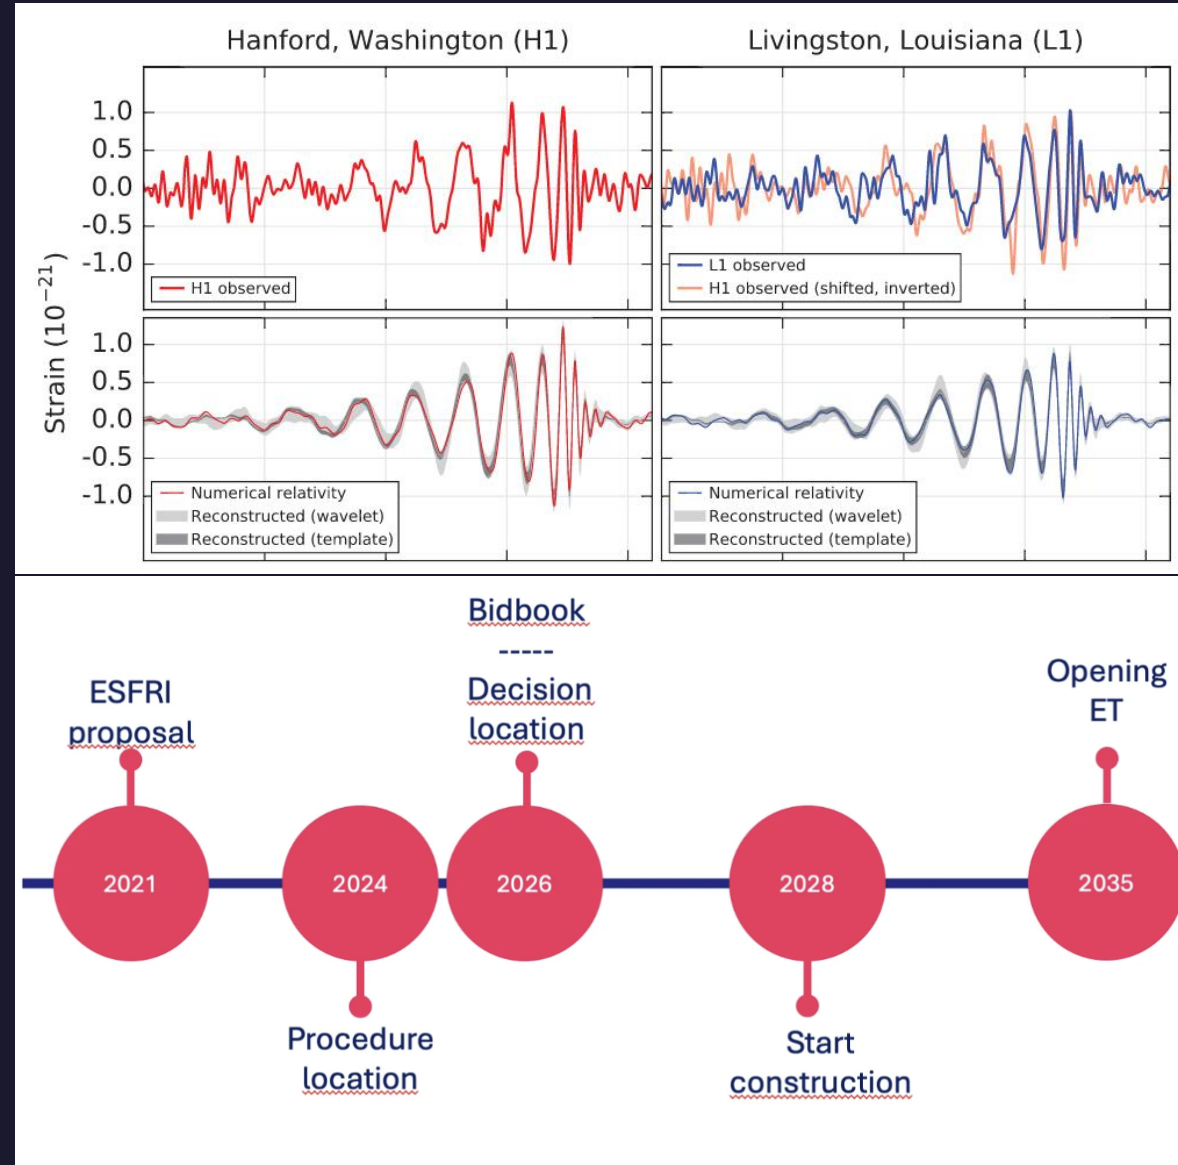 Hanford, Washington (H1)
Livingston, Louisiana (L1)
Strain (10⁻²¹)
1.0
0.5
0.0
-0.5
-1.0
H1 observed
L1 observed
H1 observed (shifted, inverted)
1.0
0.5
0.0
-0.5
-1.0
Numerical relativity
Reconstructed (wavelet)
Reconstructed (template)
Numerical relativity
Reconstructed (wavelet)
Reconstructed (template)
ESFRI
proposal
Bidbook
-----
Decision
location
Opening
ET
2021
2024
2026
2028
2035
Procedure
location
Start
construction